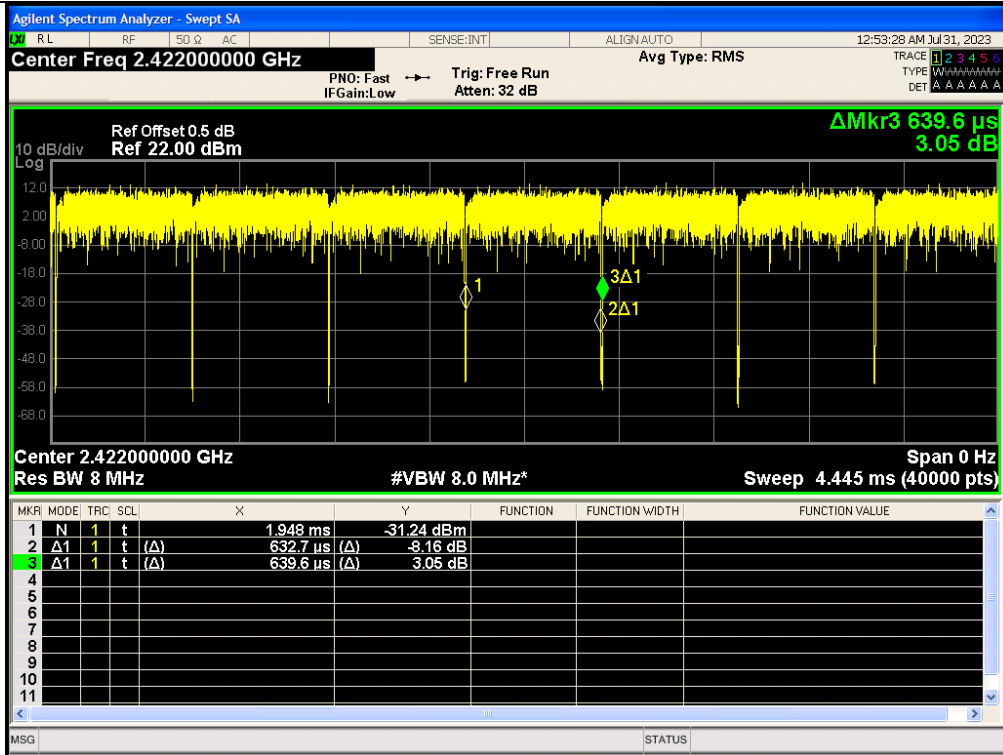 Agilent Spectrum Analyzer - Swept SA
LXI RL RF 50 Ω AC SENSE:INT ALIGN AUTO 12:53:28 AM Jul 31, 2023
Center Freq 2.422000000 GHz Avg Type: RMS TRACE 1 2 3 4 5 6
PNO: Fast Trig: Free Run TYPE W
IFGain:Low Atten: 32 dB DET A A A A A A
ΔMkr3 639.6 µs
3.05 dB
Ref Offset 0.5 dB
10 dB/div Ref 22.00 dBm
Log
12.0
2.00
-8.00
-18.0
3Δ1
1
-28.0
2Δ1
-38.0
-48.0
-58.0
-68.0
Center 2.422000000 GHz Span 0 Hz
Res BW 8 MHz #VBW 8.0 MHz* Sweep 4.445 ms (40000 pts)
MKR MODE TRC SCL X Y FUNCTION FUNCTION WIDTH FUNCTION VALUE
1 N 1 t 1.948 ms -31.24 dBm
2 Δ1 1 t (Δ) 632.7 µs (Δ) -8.16 dB
3 Δ1 1 t (Δ) 639.6 µs (Δ) 3.05 dB
4
5
6
7
8
9
10
11
MSG STATUS